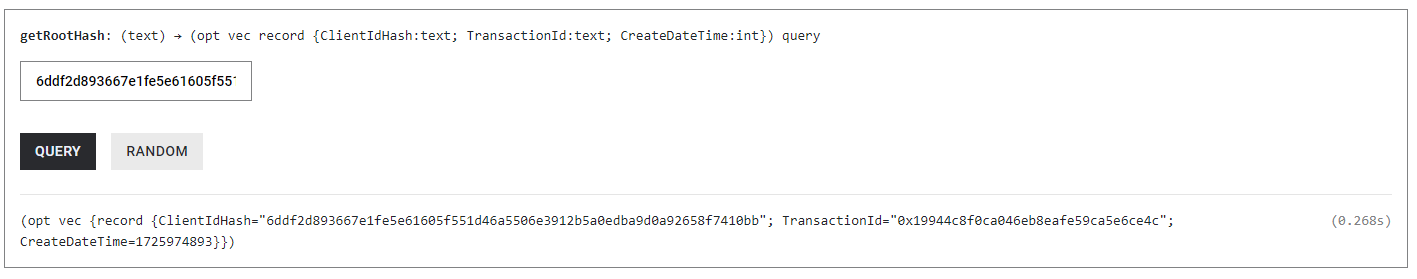 getRootHash: (text) → (opt vec record {ClientIdHash:text; TransactionId:text; CreateDateTime:int}) query
6ddf2d893667e1fe5e61605f551
QUERY RANDOM
(opt vec {record {ClientIdHash="6ddf2d893667e1fe5e61605f551d46a5506e3912b5a0edba9d0a92658f7410bb"; TransactionId="0x19944c8f0ca046eb8eafe59ca5e6ce4c"; (0.268s)
CreateDateTime=1725974893}})